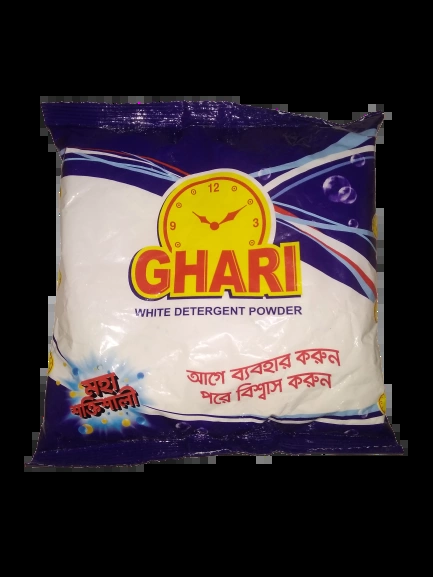 12
9 3
GHARI
WHITE DETERGENT POWDER
আগে ব্যবহার করুন
পরে বিশ্বাস করুন
মহা
শক্তিশালী